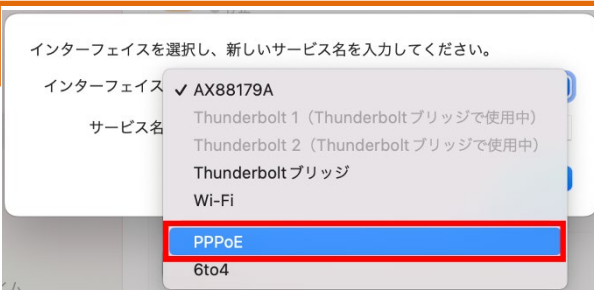 インターフェイスを選択し、新しいサービス名を入力してください。
インターフェイス
✓ AX88179A
Thunderbolt 1（Thunderboltブリッジで使用中）
サービス名
Thunderbolt 2（Thunderboltブリッジで使用中）
Thunderboltブリッジ
Wi-Fi
PPPoE
6to4